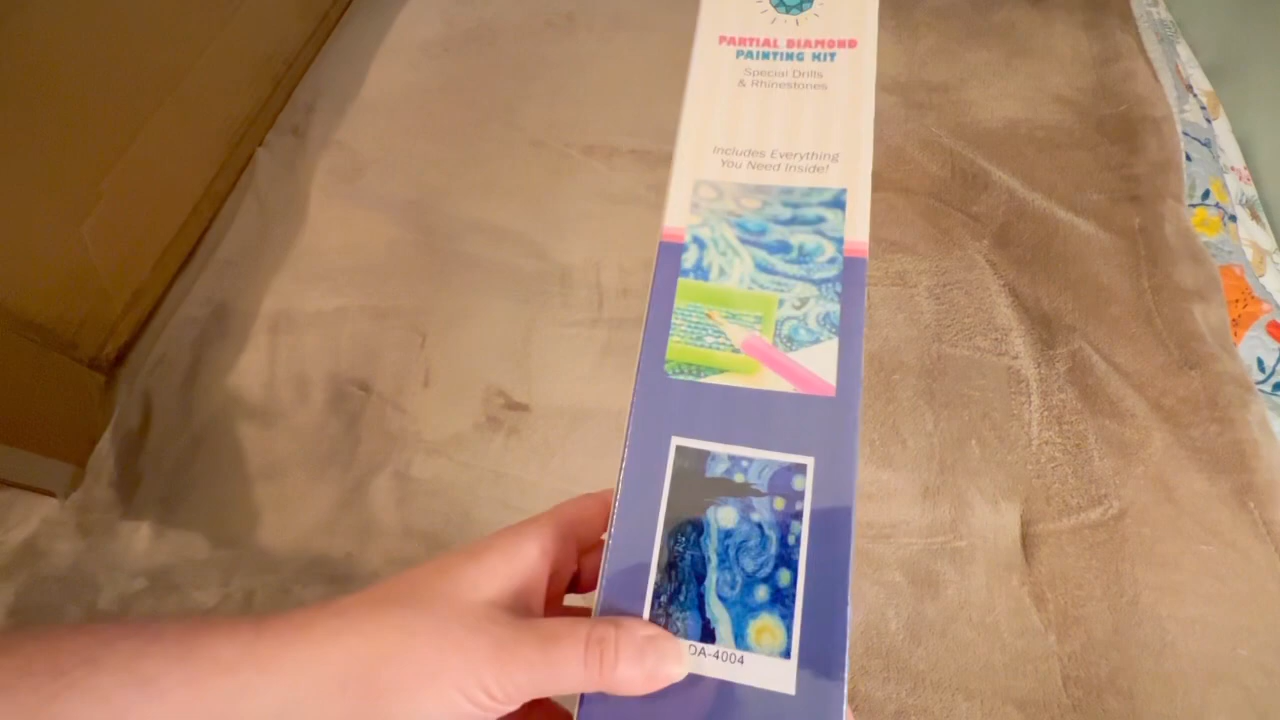 PARTIAL DIAMOND
PAINTING KIT
Special Drills
& Rhinestones
Includes Everything
You Need Inside!
DA-4004